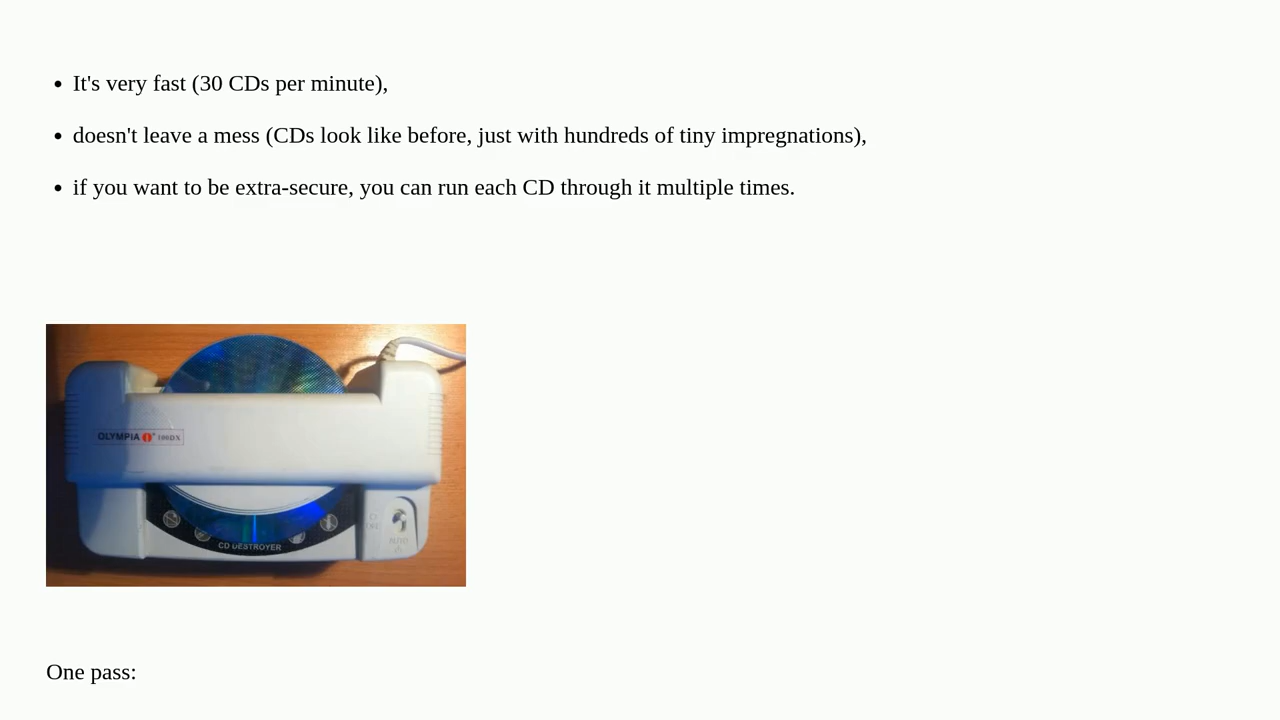 It's very fast (30 CDs per minute),
doesn't leave a mess (CDs look like before, just with hundreds of tiny impregnations),
if you want to be extra-secure, you can run each CD through it multiple times.
OLYMPIA
CD DESTROYER
One pass: